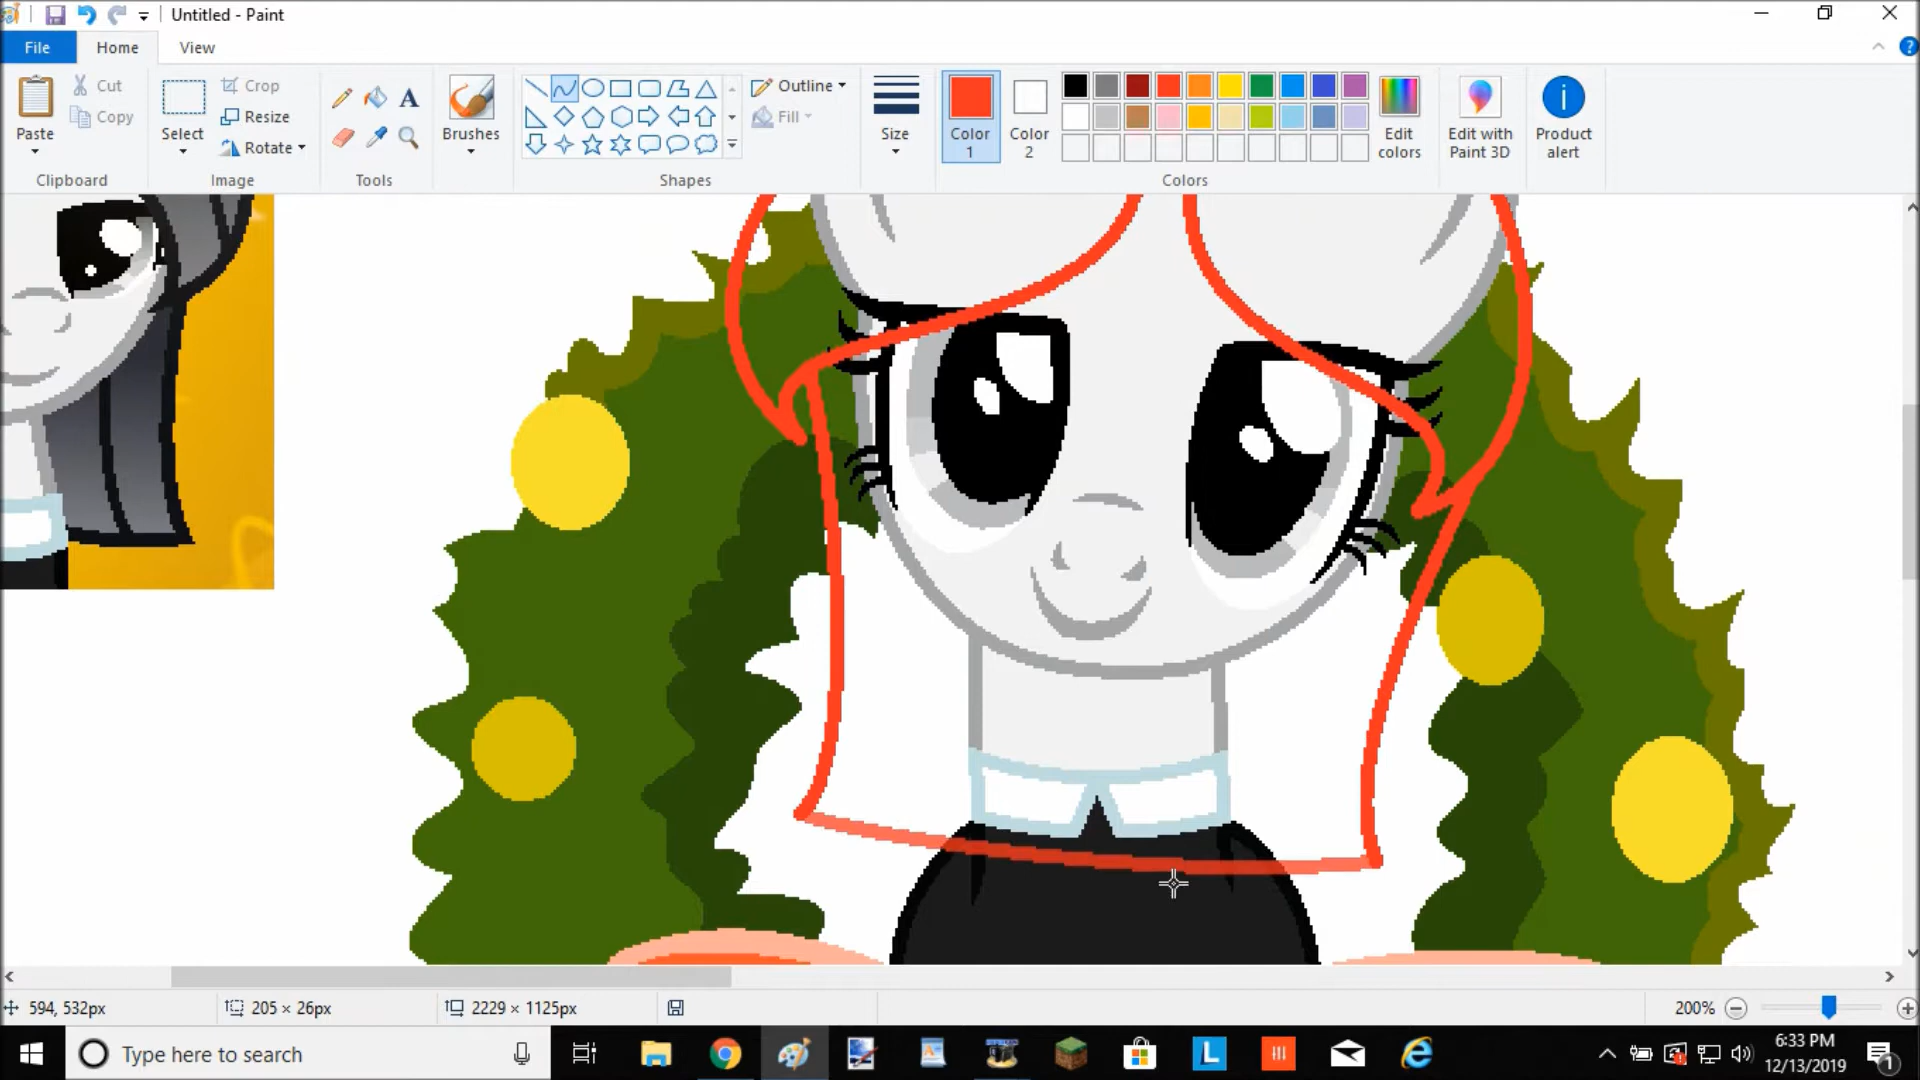 Untitled - Paint
File Home View
Paste
Cut
Copy
Clipboard
Select
Crop
Resize
Rotate
Image
A
Tools
Brushes
Outline
Fill
Shapes
Size
Color 1
Color 2
Edit colors
Colors
Edit with Paint 3D
i
Product alert
?
594, 532px 205 × 26px 2229 × 1125px 200%
Type here to search
L
6:33 PM
12/13/2019
1